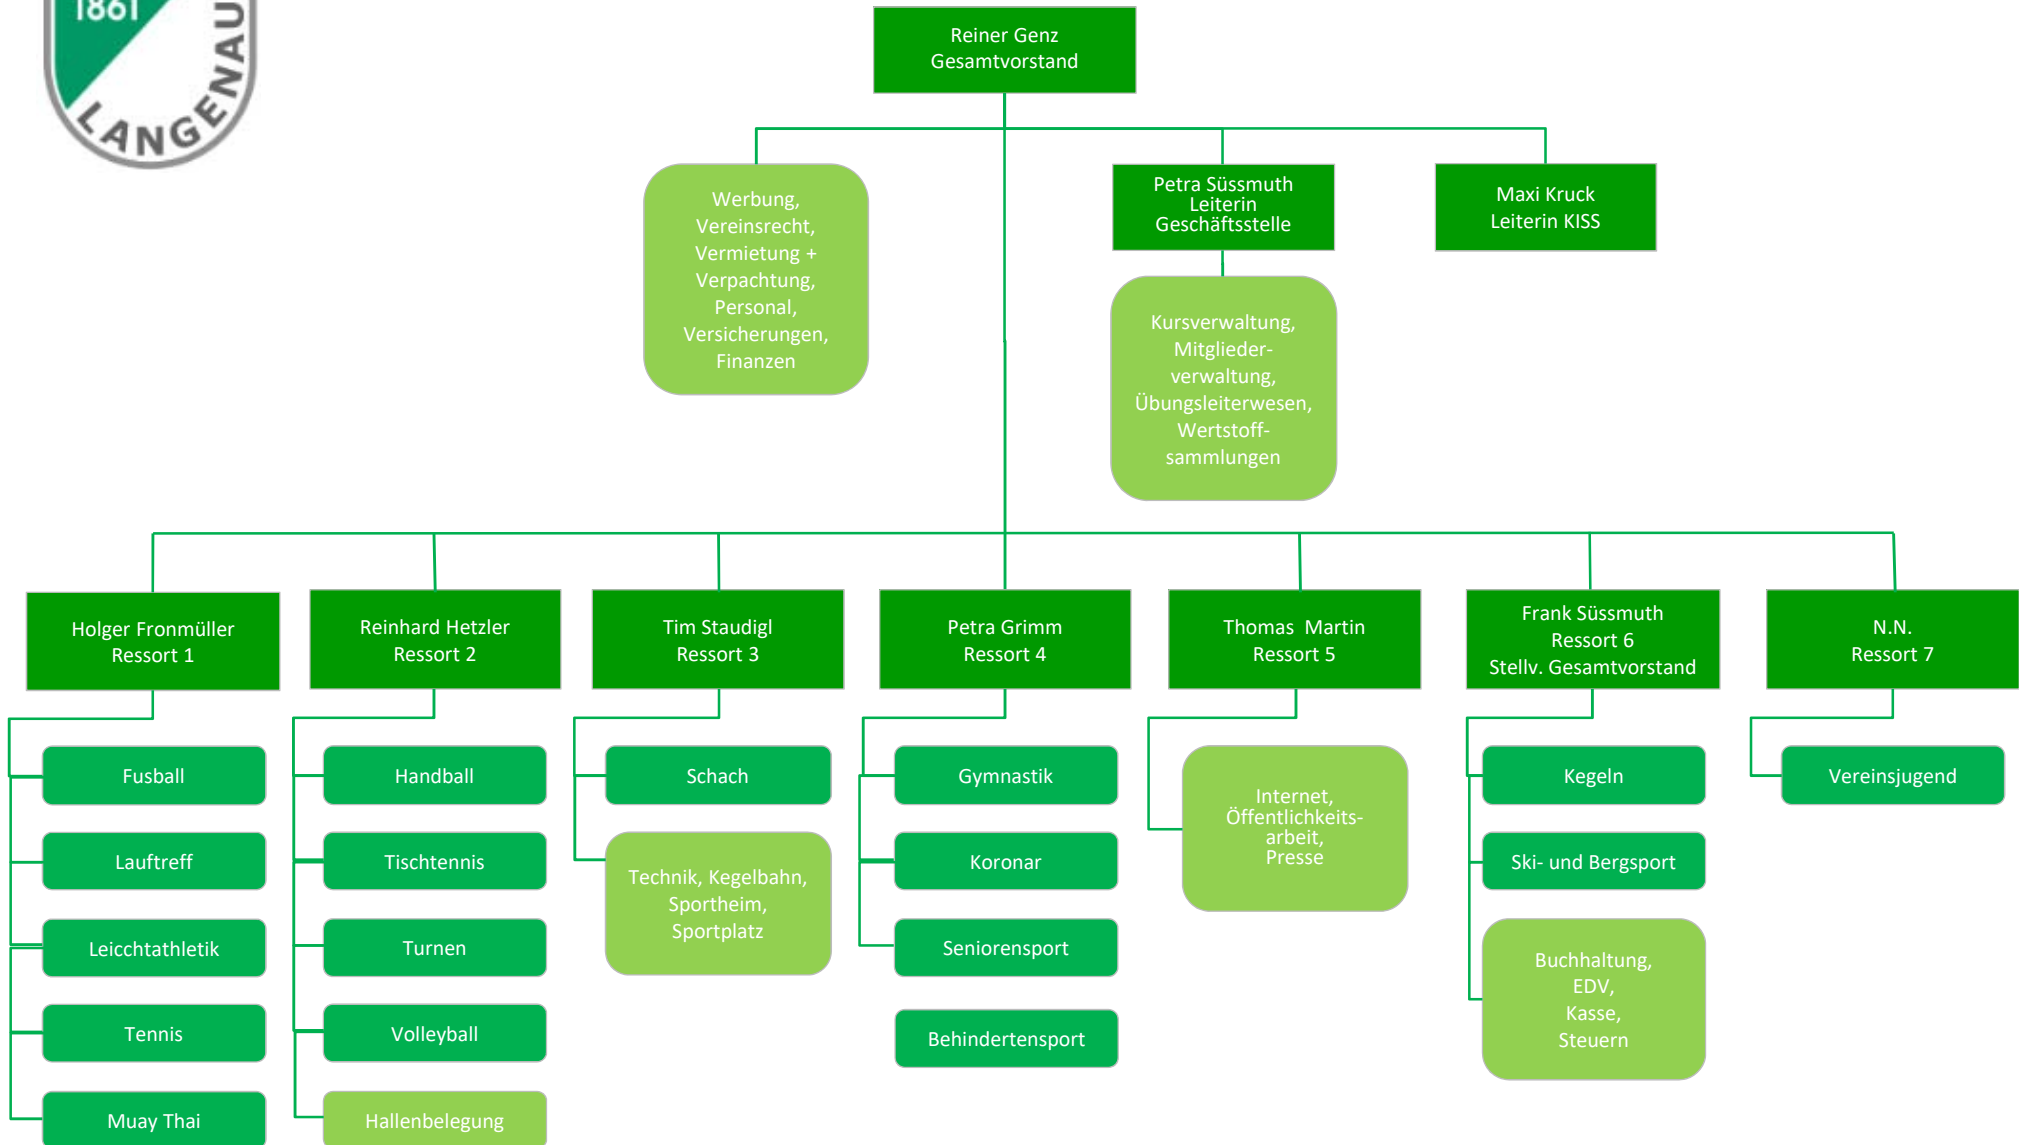 1861
LANGENAU
Reiner Genz
Gesamtvorstand
Werbung,
Vereinsrecht,
Vermietung +
Verpachtung,
Personal,
Versicherungen,
Finanzen
Petra Süssmuth
Leiterin
Geschäftsstelle
Maxi Kruck
Leiterin KISS
Kursverwaltung,
Mitglieder-
verwaltung,
Übungsleiterwesen,
Wertstoff-
sammlungen
Holger Fronmüller
Ressort 1
Reinhard Hetzler
Ressort 2
Tim Staudigl
Ressort 3
Petra Grimm
Ressort 4
Thomas Martin
Ressort 5
Frank Süssmuth
Ressort 6
Stellv. Gesamtvorstand
N.N.
Ressort 7
Fusball
Lauftreff
Leicchtathletik
Tennis
Muay Thai
Handball
Tischtennis
Turnen
Volleyball
Hallenbelegung
Schach
Technik, Kegelbahn,
Sportheim,
Sportplatz
Gymnastik
Koronar
Seniorensport
Behindertensport
Internet,
Öffentlichkeits-
arbeit,
Presse
Kegeln
Ski- und Bergsport
Buchhaltung,
EDV,
Kasse,
Steuern
Vereinsjugend